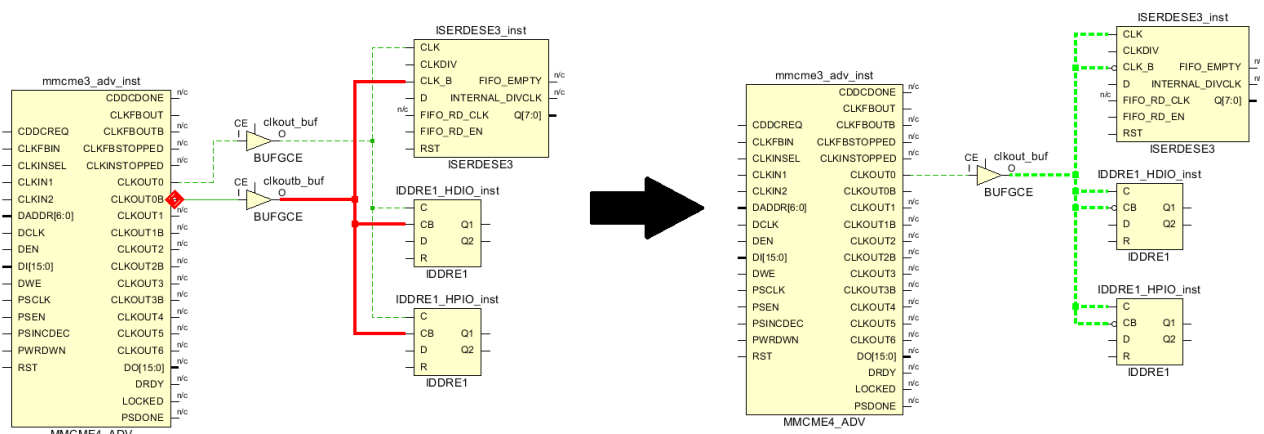 mmcme3_adv_inst
CDDCDONE n/c
CLKFBOUT
CDDCREQ CLKFBOUTB n/c
CLKFBIN CLKFBSTOPPED n/c
CLKINSEL CLKINSTOPPED n/c
CLKIN1 CLKOUT0
CLKIN2 CLKOUT0B
DADDR[6:0] CLKOUT1 n/c
DCLK CLKOUT1B n/c
DEN CLKOUT2 n/c
DI[15:0] CLKOUT2B n/c
DWE CLKOUT3 n/c
PSCLK CLKOUT3B n/c
PSEN CLKOUT4 n/c
PSINCDEC CLKOUT5 n/c
PWRDWN CLKOUT6 n/c
RST DO[15:0] n/c
DRDY n/c
LOCKED n/c
PSDONE n/c
MMCME4_ADV
CE clkout_buf
I O
BUFGCE
CE clkoutb_buf
I O
BUFGCE
ISERDESE3_inst
CLK
CLKDIV
CLK_B FIFO_EMPTY n/c
D INTERNAL_DIVCLK n/c
n/c FIFO_RD_CLK Q[7:0]
FIFO_RD_EN
RST
ISERDESE3
IDDRE1_HDIO_inst
C
CB Q1
D Q2
R
IDDRE1
IDDRE1_HPIO_inst
C
CB Q1
D Q2
R
IDDRE1
mmcme3_adv_inst
CDDCDONE n/c
CLKFBOUT
CDDCREQ CLKFBOUTB n/c
CLKFBIN CLKFBSTOPPED n/c
CLKINSEL CLKINSTOPPED n/c
CLKIN1 CLKOUT0
CLKIN2 CLKOUT0B n/c
DADDR[6:0] CLKOUT1 n/c
DCLK CLKOUT1B n/c
DEN CLKOUT2 n/c
DI[15:0] CLKOUT2B n/c
DWE CLKOUT3 n/c
PSCLK CLKOUT3B n/c
PSEN CLKOUT4 n/c
PSINCDEC CLKOUT5 n/c
PWRDWN CLKOUT6 n/c
RST DO[15:0] n/c
DRDY n/c
LOCKED n/c
PSDONE n/c
MMCME4_ADV
CE clkout_buf
I O
BUFGCE
ISERDESE3_inst
CLK
CLKDIV
CLK_B FIFO_EMPTY
D INTERNAL_DIVCLK
n/c FIFO_RD_CLK Q[7:0]
FIFO_RD_EN
RST
ISERDESE3
IDDRE1_HDIO_inst
C
CB Q1
D Q2
R
IDDRE1
IDDRE1_HPIO_inst
C
CB Q1
D Q2
R
IDDRE1